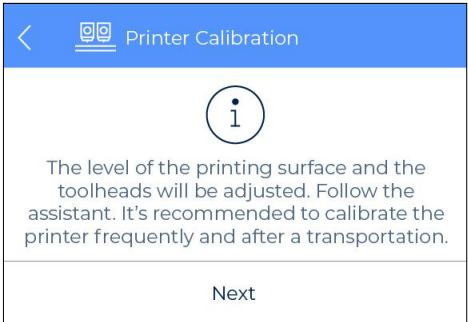 Printer Calibration
The level of the printing surface and the
toolheads will be adjusted. Follow the
assistant. It’s recommended to calibrate the
printer frequently and after a transportation.
Next